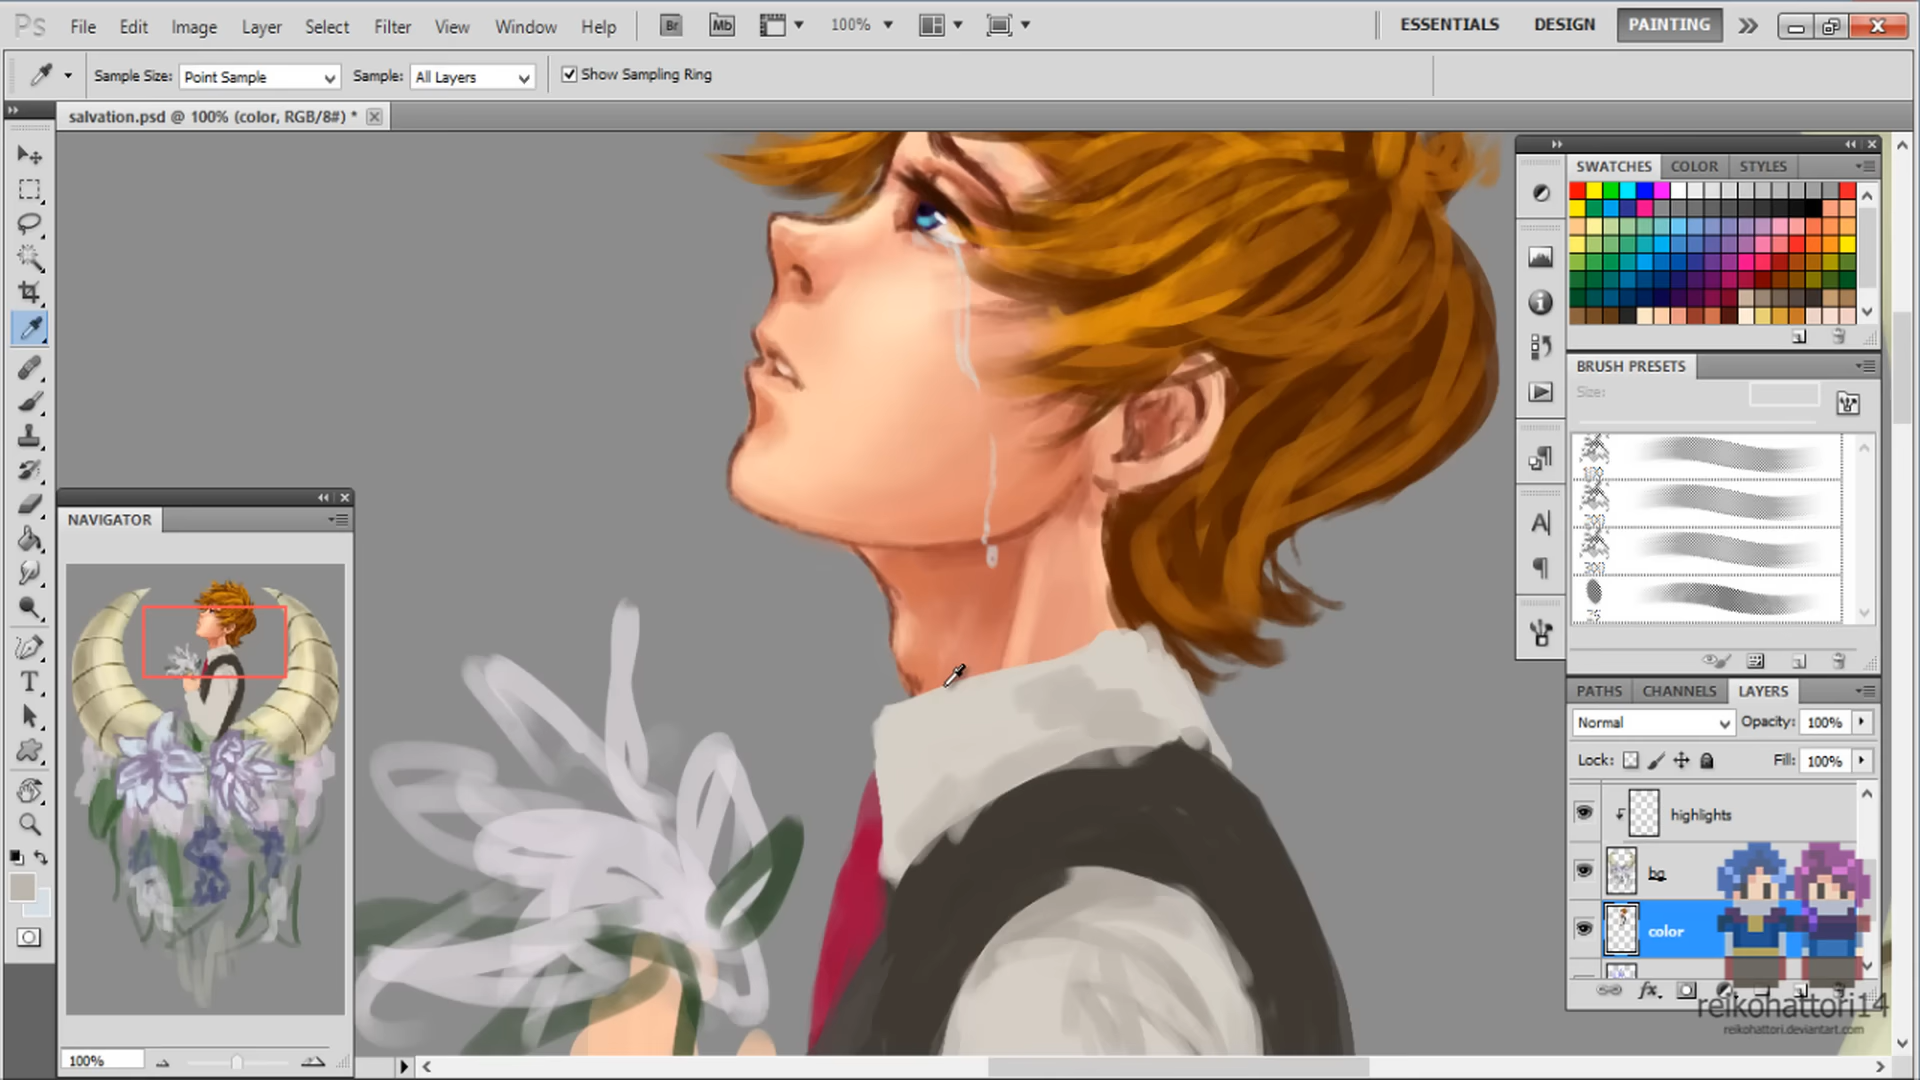 Ps File Edit Image Layer Select Filter View Window Help Br Mb 100% ESSENTIALS DESIGN PAINTING
Sample Size: Point Sample Sample: All Layers Show Sampling Ring
salvation.psd @ 100% (color, RGB/8#) *
SWATCHES COLOR STYLES
BRUSH PRESETS
Size:
300
NAVIGATOR
100%
PATHS CHANNELS LAYERS
Normal Opacity: 100%
Lock: Fill: 100%
highlights
bg
color
reikohattori14
reikohattori.deviantart.com